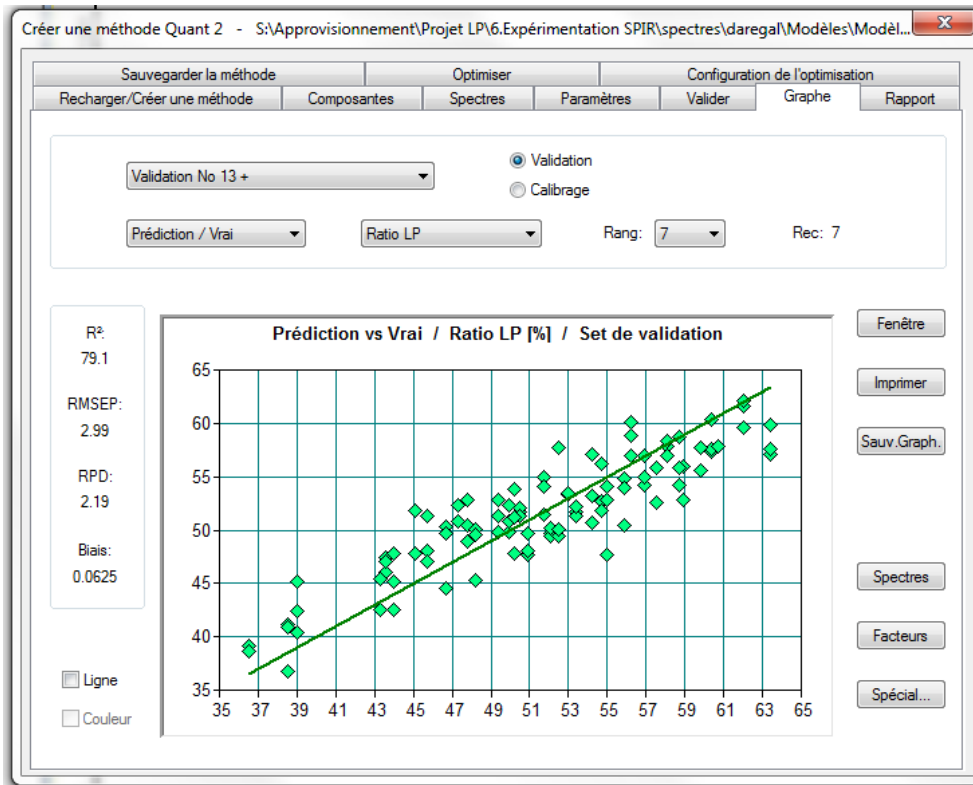 Créer une méthode Quant 2 - S:\Approvisionnement\Projet LP\6.Expérimentation SPIR\spectres\daregal\Modèles\Modèl...
Sauvegarder la méthode Optimiser Configuration de l'optimisation
Recharger/Créer une méthode Composantes Spectres Paramètres Valider Graphe Rapport
Validation No 13 +
Validation
Calibrage
Prédiction / Vrai Ratio LP Rang: 7 Rec: 7
R²:
79.1
RMSEP:
2.99
RPD:
2.19
Biais:
0.0625
Ligne
Couleur
Prédiction vs Vrai / Ratio LP [%] / Set de validation
65
60
55
50
45
40
35
35 37 39 41 43 45 47 49 51 53 55 57 59 61 63 65
Fenêtre
Imprimer
Sauv.Graph.
Spectres
Facteurs
Spécial...